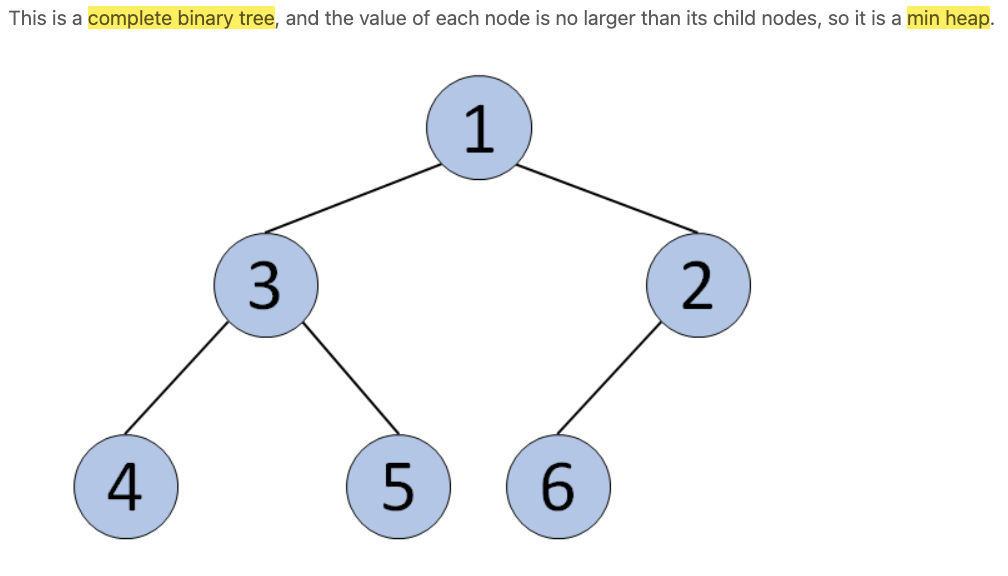 This is a complete binary tree, and the value of each node is no larger than its child nodes, so it is a min heap.
1
3 2
4 5 6